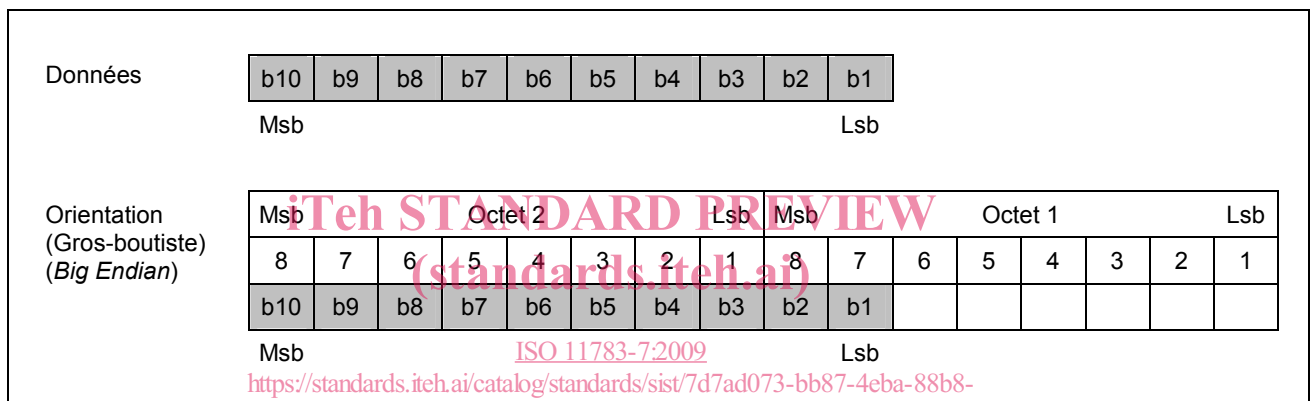 Données b10 b9 b8 b7 b6 b5 b4 b3 b2 b1
Msb Lsb
Orientation (Gros-boutiste) (Big Endian)
Msb Octet 2 Lsb Msb Octet 1 Lsb
8 7 6 5 4 3 2 1 8 7 6 5 4 3 2 1
b10 b9 b8 b7 b6 b5 b4 b3 b2 b1
Msb Lsb
iTeh STANDARD PREVIEW
(standards.iteh.ai)
ISO 11783-7:2009
https://standards.iteh.ai/catalog/standards/sist/7d7ad073-bb87-4eba-88b8-